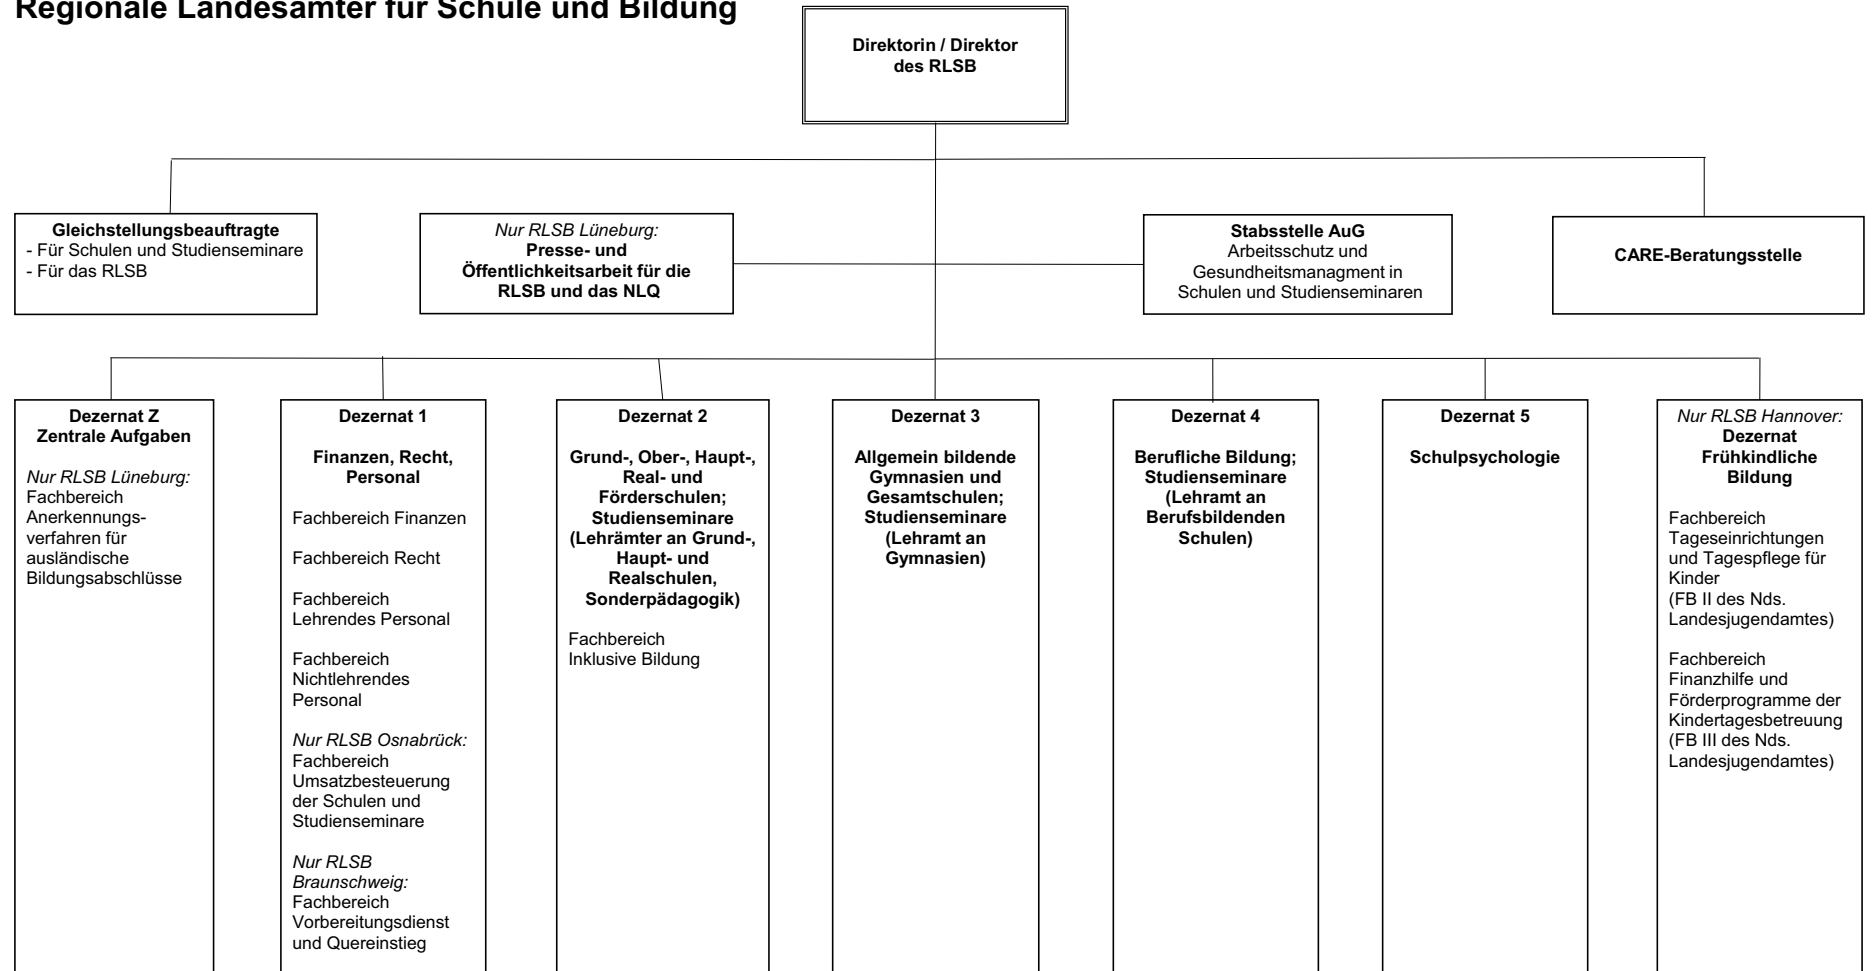 Regionale Landesämter für Schule und Bildung
Direktorin / Direktor
des RLSB
Gleichstellungsbeauftragte
- Für Schulen und Studienseminare
- Für das RLSB
Nur RLSB Lüneburg:
Presse- und
Öffentlichkeitsarbeit für die
RLSB und das NLQ
Stabsstelle AuG
Arbeitsschutz und
Gesundheitsmanagment in
Schulen und Studienseminaren
CARE-Beratungsstelle
Dezernat Z
Zentrale Aufgaben
Nur RLSB Lüneburg:
Fachbereich
Anerkennungs-
verfahren für
ausländische
Bildungsabschlüsse
Dezernat 1
Finanzen, Recht,
Personal
Fachbereich Finanzen
Fachbereich Recht
Fachbereich
Lehrendes Personal
Fachbereich
Nichtlehrendes
Personal
Nur RLSB Osnabrück:
Fachbereich
Umsatzbesteuerung
der Schulen und
Studienseminare
Nur RLSB
Braunschweig:
Fachbereich
Vorbereitungsdienst
und Quereinstieg
Dezernat 2
Grund-, Ober-, Haupt-,
Real- und
Förderschulen;
Studienseminare
(Lehrämter an Grund-,
Haupt- und
Realschulen,
Sonderpädagogik)
Fachbereich
Inklusive Bildung
Dezernat 3
Allgemein bildende
Gymnasien und
Gesamtschulen;
Studienseminare
(Lehramt an
Gymnasien)
Dezernat 4
Berufliche Bildung;
Studienseminare
(Lehramt an
Berufsbildenden
Schulen)
Dezernat 5
Schulpsychologie
Nur RLSB Hannover:
Dezernat
Frühkindliche
Bildung
Fachbereich
Tageseinrichtungen
und Tagespflege für
Kinder
(FB II des Nds.
Landesjugendamtes)
Fachbereich
Finanzhilfe und
Förderprogramme der
Kindertagesbetreuung
(FB III des Nds.
Landesjugendamtes)